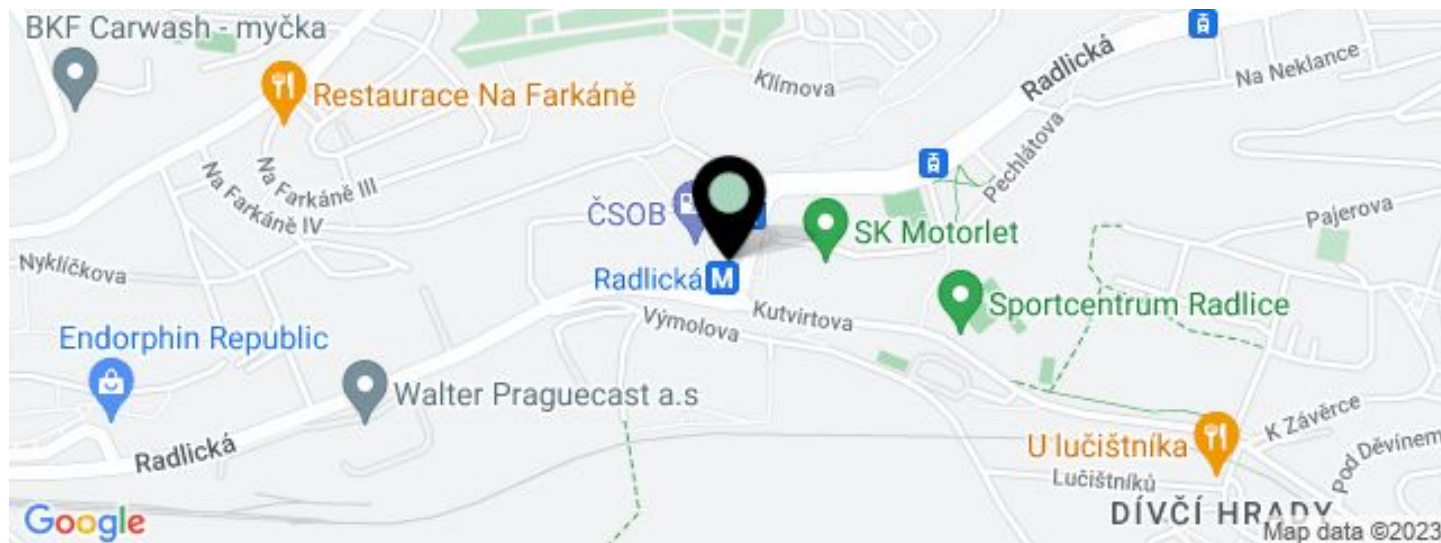 BKF Carwash - myčka
Restaurace Na Farkáně
Klímova
Radlická
Na Neklance
Pechlátova
Na Farkáně III
Na Farkáně IV
ČSOB
SK Motorlet
Pajerova
Nyklíčkova
Radlická
M
Kutvirtova
Výmolova
Sportcentrum Radlice
Endorphin Republic
Walter Praguecast a.s
Radlická
U lučištníka
K Závěrce
Pod Děvínem
Lučištníků
DÍVČÍ HRADY
Google
Map data ©2023